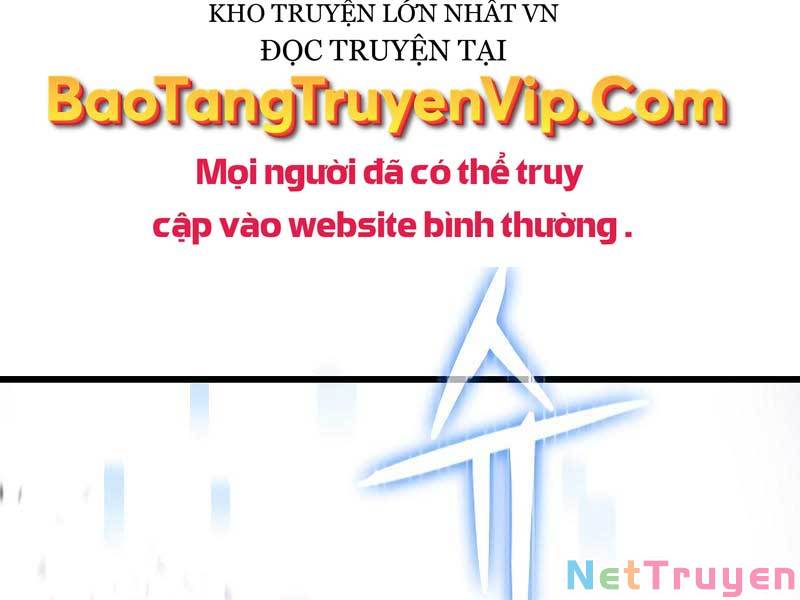 KHO TRUYỆN LỚN NHẤT VN
ĐỌC TRUYỆN TẠI
BaoTangTruyenVip.Com
Mọi người đã có thể truy
cập vào website bình thường .
슈
NetTruyen